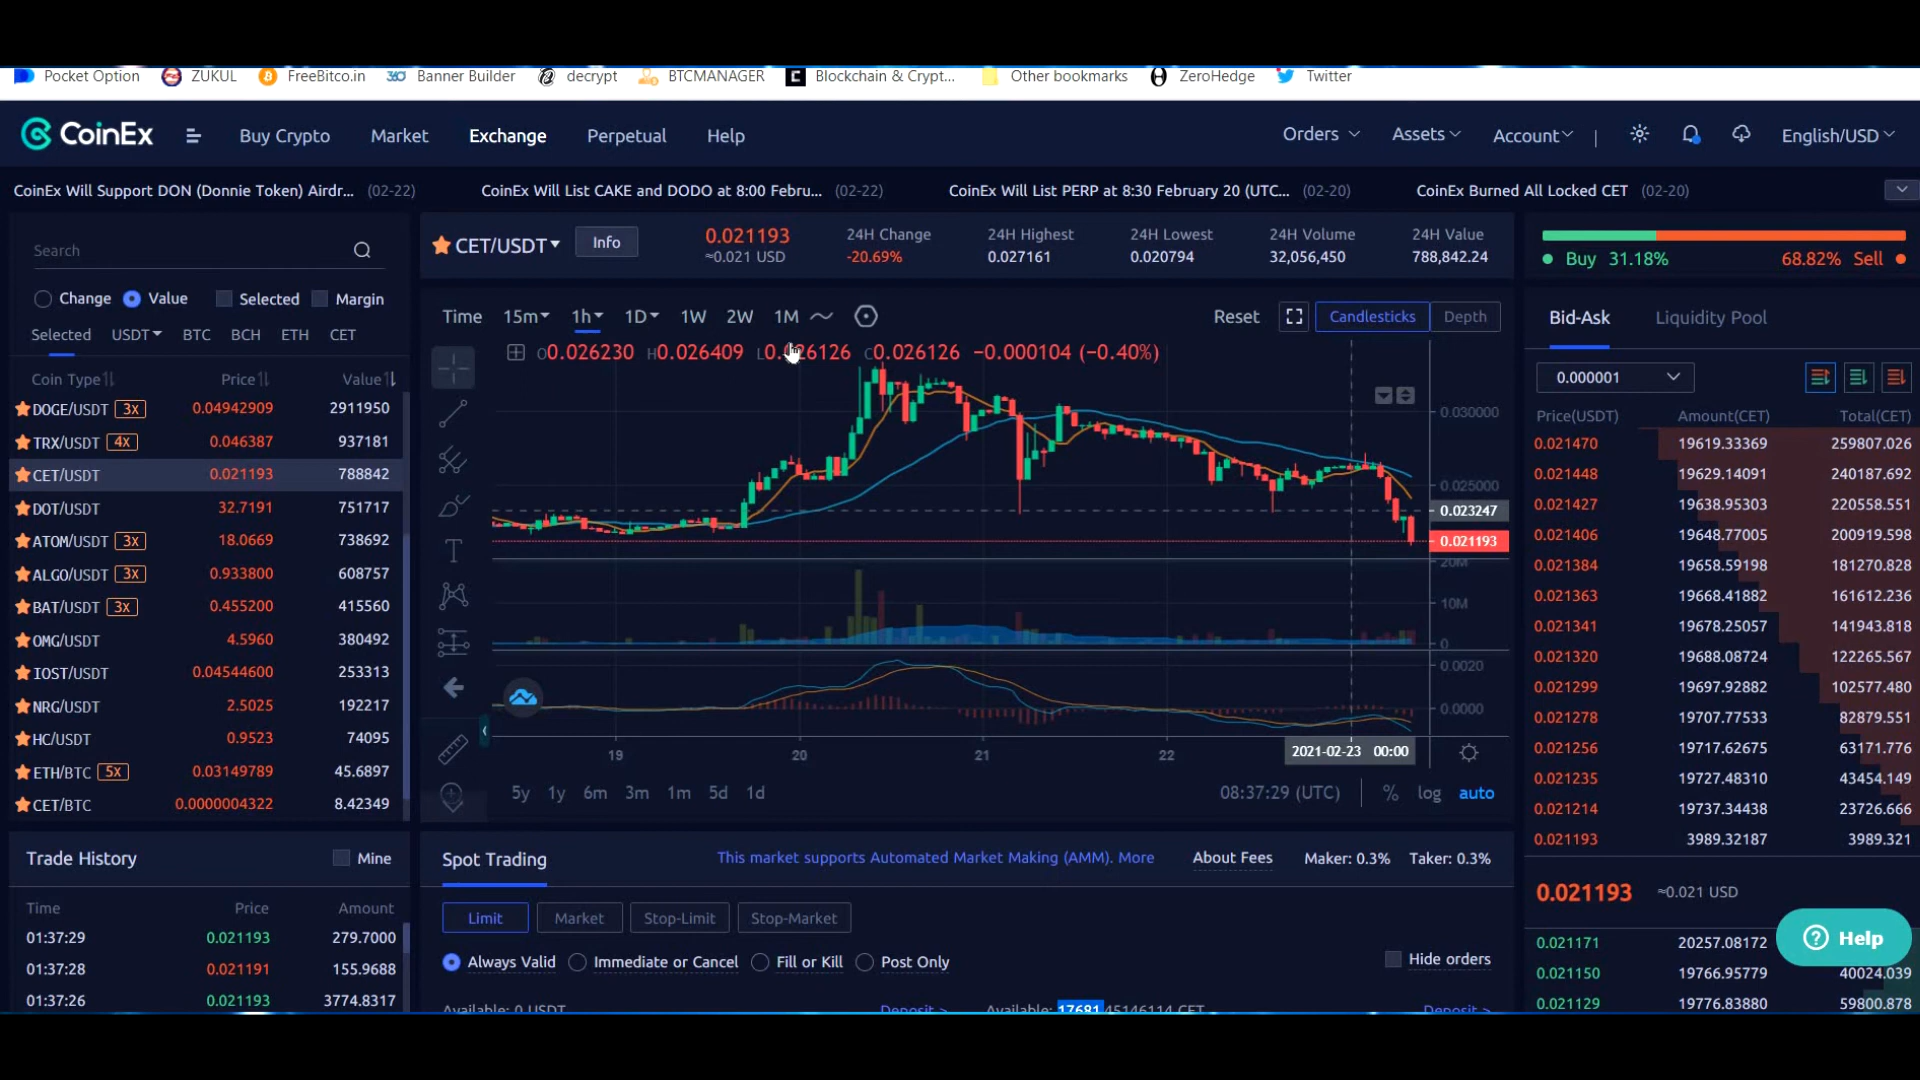 Pocket Option ZUKUL FreeBitco.in Banner Builder decrypt BTCMANAGER Blockchain & Crypt... Other bookmarks ZeroHedge Twitter
CoinEx Buy Crypto Market Exchange Perpetual Help Orders Assets Account | English/USD
CoinEx Will Support DON (Donnie Token) Airdr... (02-22) CoinEx Will List CAKE and DODO at 8:00 Febru... (02-22) CoinEx Will List PERP at 8:30 February 20 (UTC... (02-20) CoinEx Burned All Locked CET (02-20)
Search
Change Value Selected Margin
Selected USDT BTC BCH ETH CET
Coin Type Price Value
DOGE/USDT 3x 0.04942909 2911950
TRX/USDT 4x 0.046387 937181
CET/USDT 0.021193 788842
DOT/USDT 32.7191 751717
ATOM/USDT 3x 18.0669 738692
ALGO/USDT 3x 0.933800 608757
BAT/USDT 3x 0.455200 415560
OMG/USDT 4.5960 380492
IOST/USDT 0.04544600 253313
NRG/USDT 2.5025 192217
HC/USDT 0.9523 74095
ETH/BTC 5x 0.03149789 45.6897
CET/BTC 0.0000004322 8.42349
Trade History Mine
Time Price Amount
01:37:29 0.021193 279.7000
01:37:28 0.021191 155.9688
01:37:26 0.021193 3774.8317
CET/USDT Info
0.021193
≈0.021 USD
24H Change
-20.69%
24H Highest
0.027161
24H Lowest
0.020794
24H Volume
32,056,450
24H Value
788,842.24
Time 15m 1h 1D 1W 2W 1M Reset Candlesticks Depth
O0.026230 H0.026409 L0.026126 C0.026126 −0.000104 (−0.40%)
0.030000
0.025000
0.023247
0.021193
20M
10M
0
0.0020
0.0000
19 20 21 22 2021-02-23 00:00
5y 1y 6m 3m 1m 5d 1d 08:37:29 (UTC) % log auto
Spot Trading This market supports Automated Market Making (AMM). More About Fees Maker: 0.3% Taker: 0.3%
Limit Market Stop-Limit Stop-Market
Always Valid Immediate or Cancel Fill or Kill Post Only Hide orders
Available: 0 USDT Deposit > Available: 17681.45146114 CET Deposit >
Buy 31.18% 68.82% Sell
Bid-Ask Liquidity Pool
0.000001
Price(USDT) Amount(CET) Total(CET)
0.021470 19619.33369 259807.026
0.021448 19629.14091 240187.692
0.021427 19638.95303 220558.551
0.021406 19648.77005 200919.598
0.021384 19658.59198 181270.828
0.021363 19668.41882 161612.236
0.021341 19678.25057 141943.818
0.021320 19688.08724 122265.567
0.021299 19697.92882 102577.480
0.021278 19707.77533 82879.551
0.021256 19717.62675 63171.776
0.021235 19727.48310 43454.149
0.021214 19737.34438 23726.666
0.021193 3989.32187 3989.321
0.021193 ≈0.021 USD
Help
0.021171 20257.08172
0.021150 19766.95779 40024.039
0.021129 19776.83880 59800.878